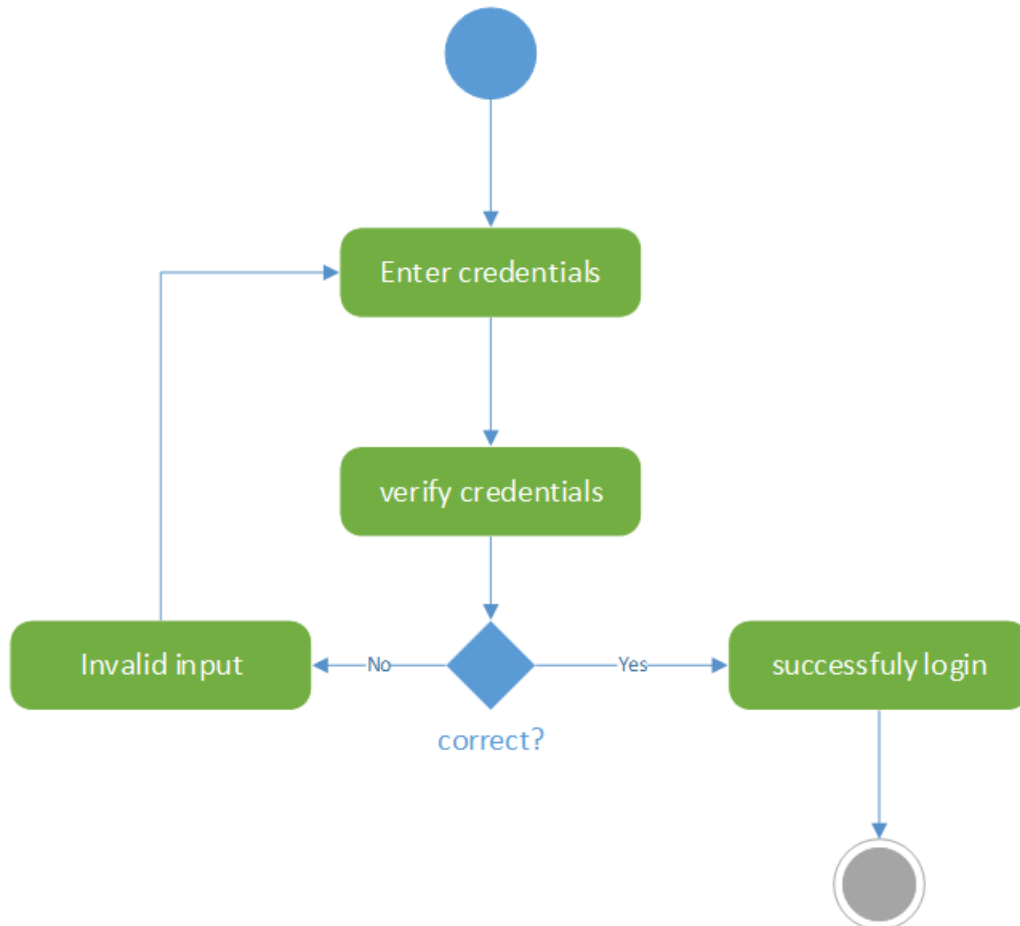 Enter credentials
verify credentials
Invalid input
No
Yes
successfuly login
correct?